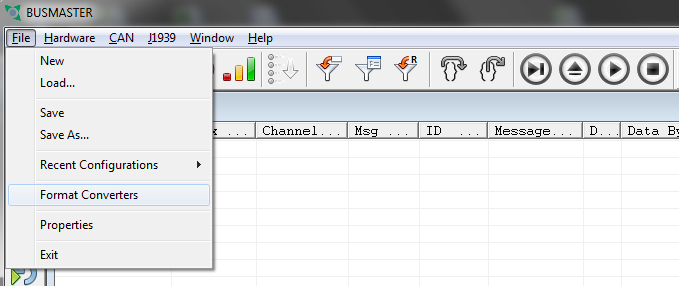 BUSMASTER
File Hardware CAN J1939 Window Help
New
Load...
Save
Save As...
Recent Configurations
Format Converters
Properties
Exit
x ... Channel... Msg ... ID ... Message... D... Data By
R